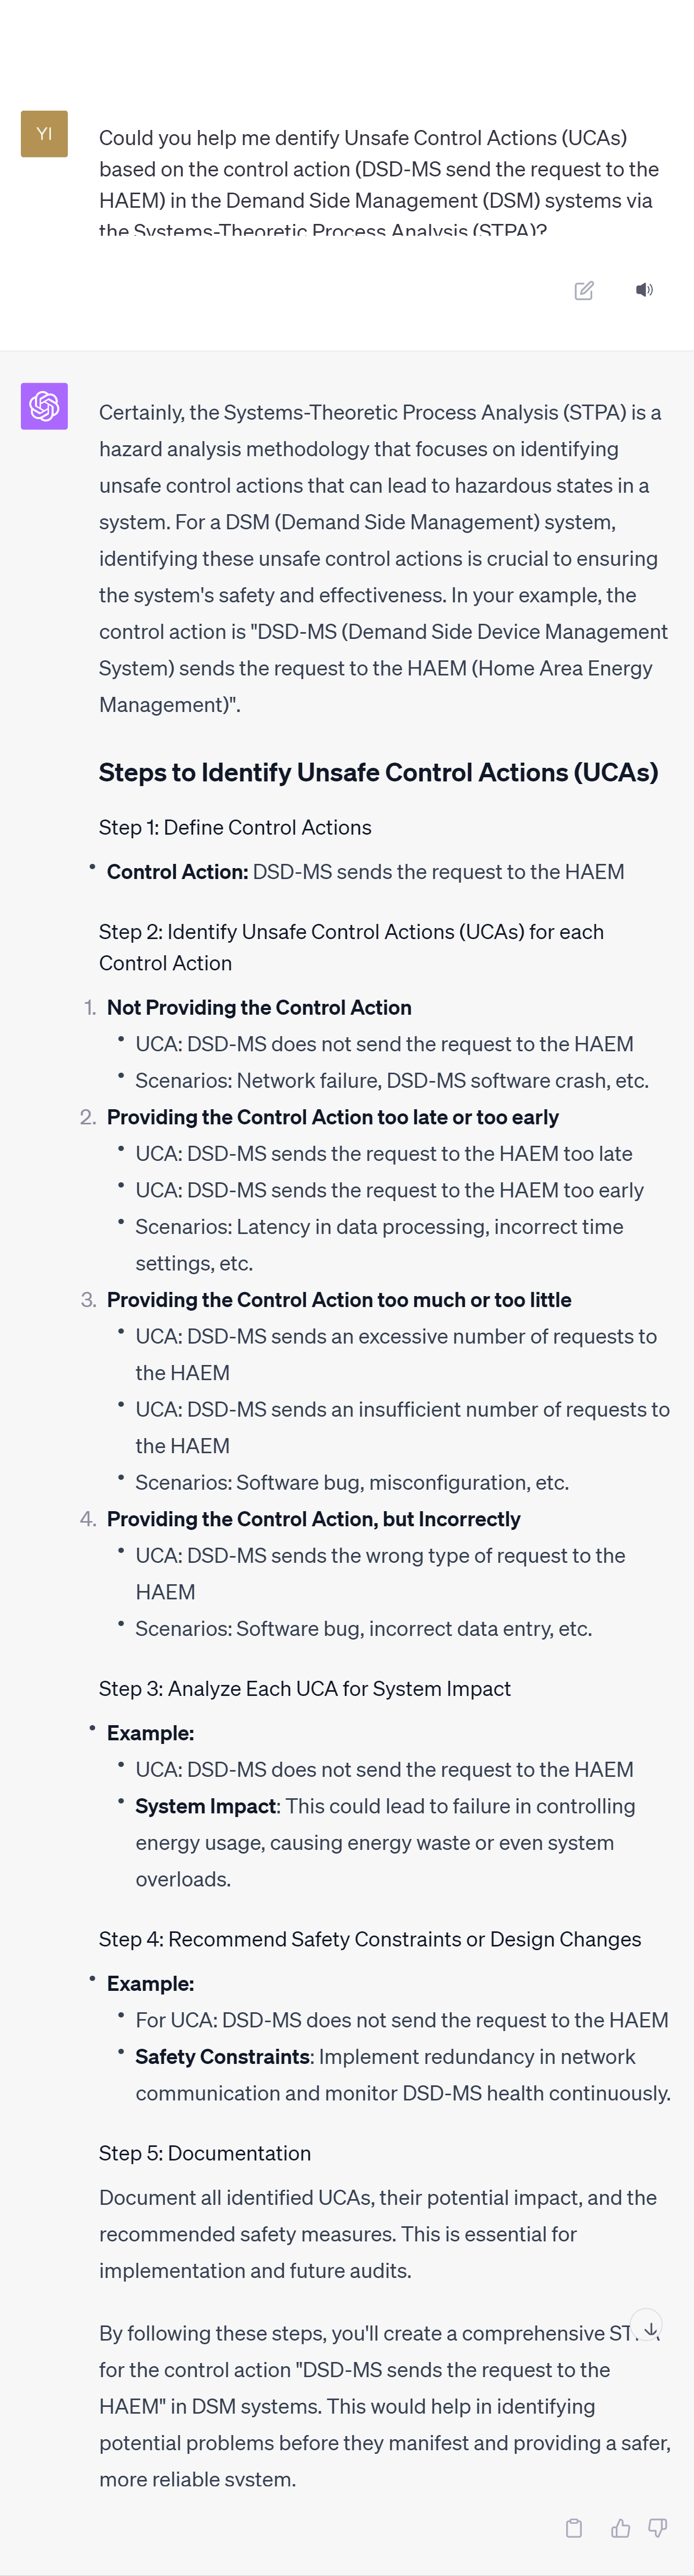 YI
Could you help me dentify Unsafe Control Actions (UCAs)
based on the control action (DSD-MS send the request to the
HAEM) in the Demand Side Management (DSM) systems via
the Systems-Theoretic Process Analysis (STPA)?
Certainly, the Systems-Theoretic Process Analysis (STPA) is a
hazard analysis methodology that focuses on identifying
unsafe control actions that can lead to hazardous states in a
system. For a DSM (Demand Side Management) system,
identifying these unsafe control actions is crucial to ensuring
the system's safety and effectiveness. In your example, the
control action is "DSD-MS (Demand Side Device Management
System) sends the request to the HAEM (Home Area Energy
Management)".
Steps to Identify Unsafe Control Actions (UCAs)
Step 1: Define Control Actions
• Control Action: DSD-MS sends the request to the HAEM
Step 2: Identify Unsafe Control Actions (UCAs) for each
Control Action
1. Not Providing the Control Action
• UCA: DSD-MS does not send the request to the HAEM
• Scenarios: Network failure, DSD-MS software crash, etc.
2. Providing the Control Action too late or too early
• UCA: DSD-MS sends the request to the HAEM too late
• UCA: DSD-MS sends the request to the HAEM too early
• Scenarios: Latency in data processing, incorrect time
settings, etc.
3. Providing the Control Action too much or too little
• UCA: DSD-MS sends an excessive number of requests to
the HAEM
• UCA: DSD-MS sends an insufficient number of requests to
the HAEM
• Scenarios: Software bug, misconfiguration, etc.
4. Providing the Control Action, but Incorrectly
• UCA: DSD-MS sends the wrong type of request to the
HAEM
• Scenarios: Software bug, incorrect data entry, etc.
Step 3: Analyze Each UCA for System Impact
• Example:
• UCA: DSD-MS does not send the request to the HAEM
• System Impact: This could lead to failure in controlling
energy usage, causing energy waste or even system
overloads.
Step 4: Recommend Safety Constraints or Design Changes
• Example:
• For UCA: DSD-MS does not send the request to the HAEM
• Safety Constraints: Implement redundancy in network
communication and monitor DSD-MS health continuously.
Step 5: Documentation
Document all identified UCAs, their potential impact, and the
recommended safety measures. This is essential for
implementation and future audits.
By following these steps, you'll create a comprehensive
for the control action "DSD-MS sends the request to the
HAEM" in DSM systems. This would help in identifying
potential problems before they manifest and providing a safer,
more reliable system.